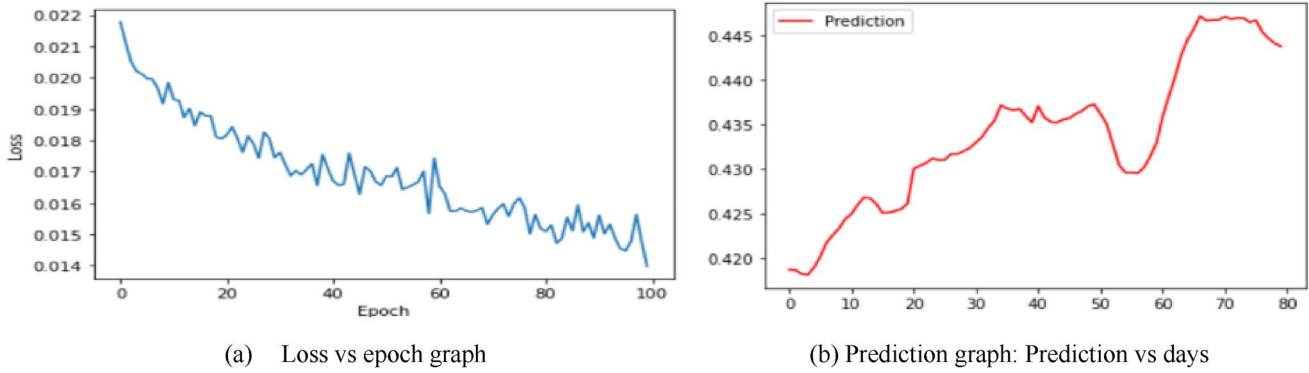 0.022
0.021
0.020
0.019
0.018
0.017
0.016
0.015
0.014
Loss
0 20 40 60 80 100
Epoch
(a) Loss vs epoch graph
Prediction
0.445
0.440
0.435
0.430
0.425
0.420
0 10 20 30 40 50 60 70 80
(b) Prediction graph: Prediction vs days